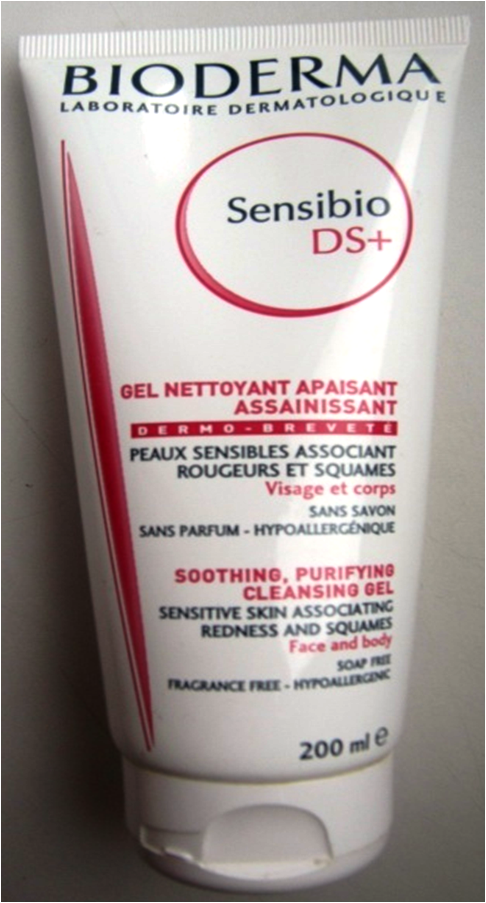 BIODERMA
LABORATOIRE DERMATOLOGIQUE
Sensibio
DS+
GEL NETTOYANT APAISANT
ASSAINISSANT
DERMO-BREVETÉ
PEAUX SENSIBLES ASSOCIANT
ROUGEURS ET SQUAMES
Visage et corps
SANS SAVON
SANS PARFUM - HYPOALLERGÉNIQUE
SOOTHING, PURIFYING
CLEANSING GEL
SENSITIVE SKIN ASSOCIATING
REDNESS AND SQUAMES
Face and body
SOAP FREE
FRAGRANCE FREE - HYPOALLERGENIC
200 ml e